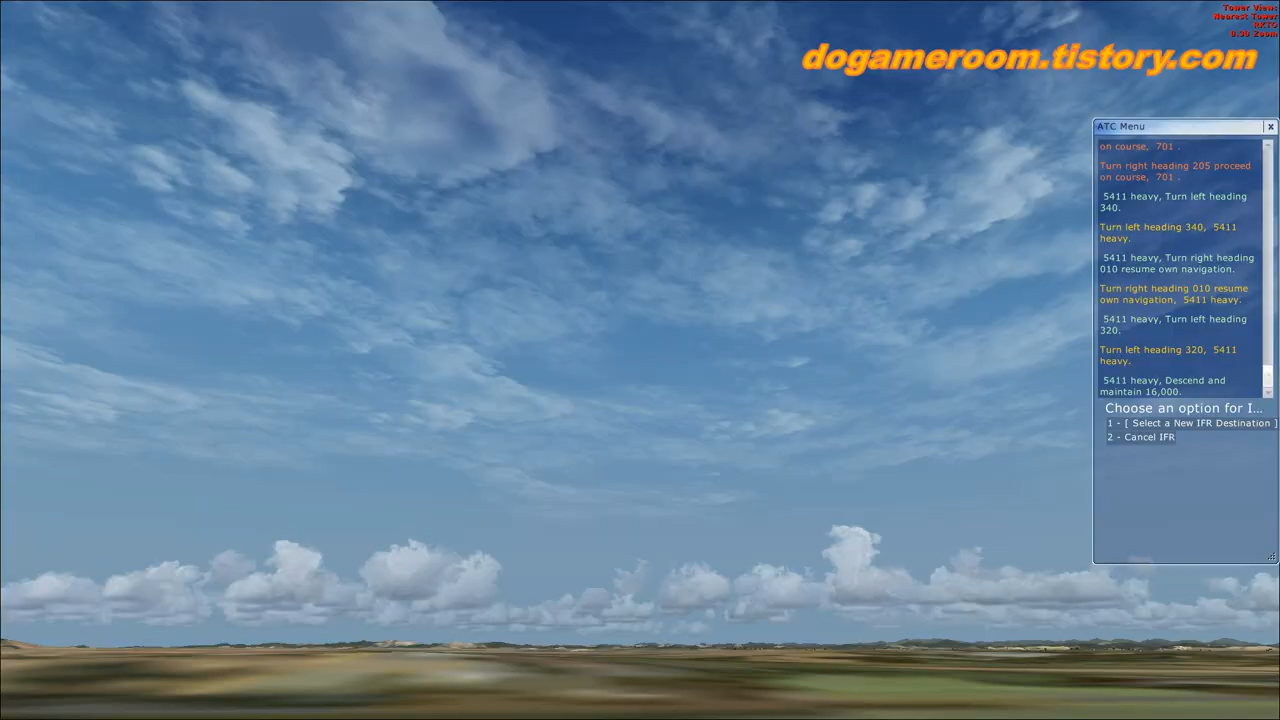 Tower View:
Nearest Tower
RKTO
0.30 Zoom
dogameroom.tistory.com
ATC Menu
x
on course, 701 .
Turn right heading 205 proceed
on course, 701 .
5411 heavy, Turn left heading
340.
Turn left heading 340, 5411
heavy.
5411 heavy, Turn right heading
010 resume own navigation.
Turn right heading 010 resume
own navigation, 5411 heavy.
5411 heavy, Turn left heading
320.
Turn left heading 320, 5411
heavy.
5411 heavy, Descend and
maintain 16,000.
Choose an option for I...
1 - [ Select a New IFR Destination ]
2 - Cancel IFR